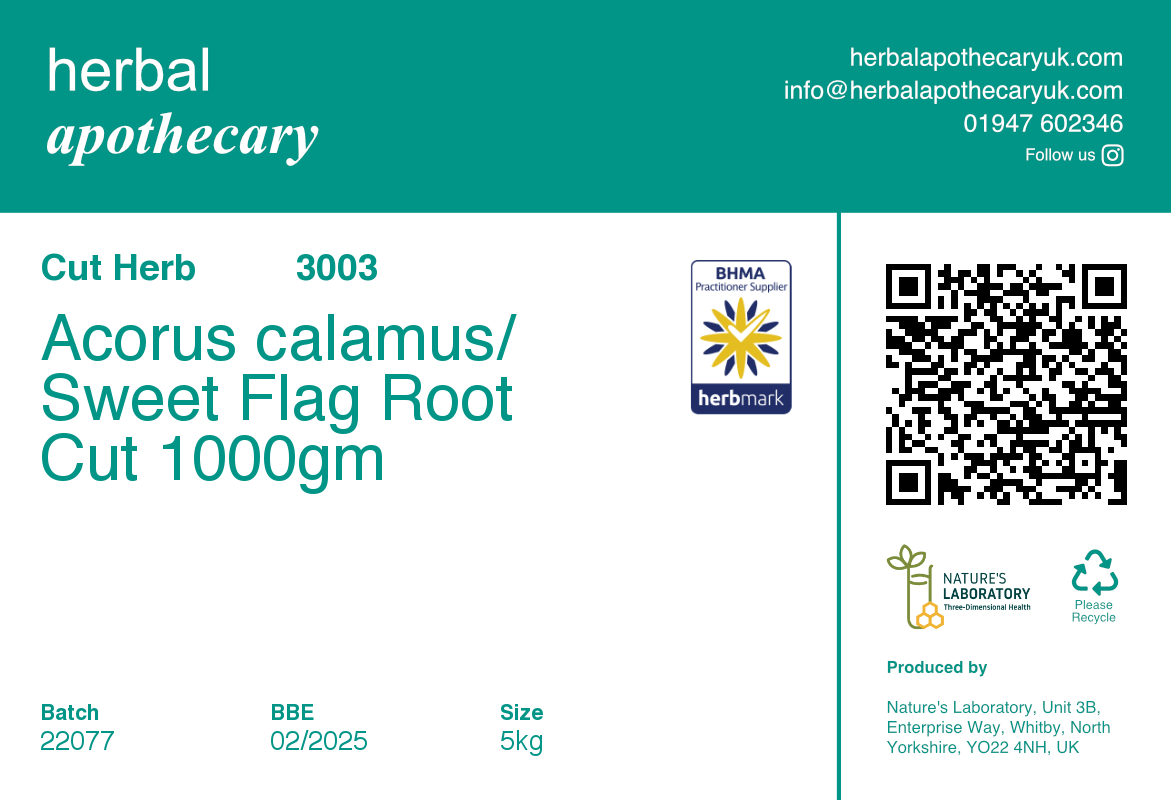 herbal
apothecary
herbalapothecaryuk.com
info@herbalapothecaryuk.com
01947 602346
Follow us
Cut Herb 3003
Acorus calamus/
Sweet Flag Root
Cut 1000gm
BHMA
Practitioner Supplier
herbmark
Batch
22077
BBE
02/2025
Size
5kg
NATURE'S
LABORATORY
Three-Dimensional Health
Please
Recycle
Produced by
Nature's Laboratory, Unit 3B,
Enterprise Way, Whitby, North
Yorkshire, YO22 4NH, UK